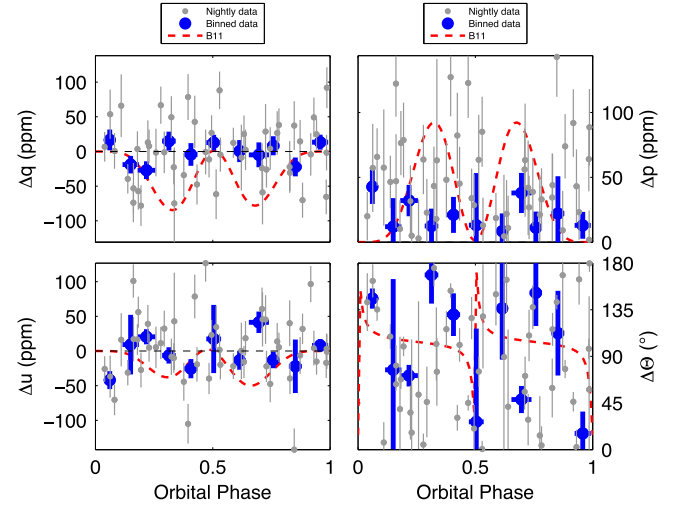 Nightly data
Binned data
B11
Nightly data
Binned data
B11
Δq (ppm)
100
50
0
−50
−100
Δp (ppm)
100
50
0
Δu (ppm)
100
50
0
−50
−100
ΔΘ (°)
180
135
90
45
0
0 0.5 1
0 0.5 1
Orbital Phase
Orbital Phase